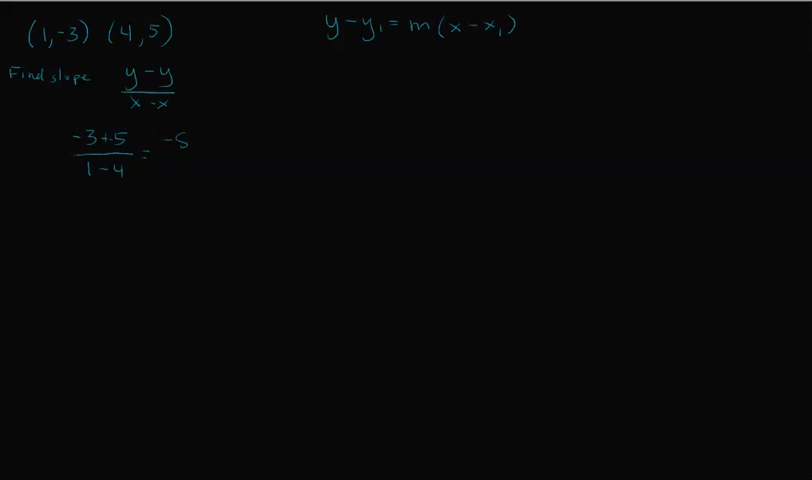 (1,-3) (4,5)
y-y₁ = m(x-x₁)
Find slope
y-y
x-x
-3+-5
1-4
=
-8